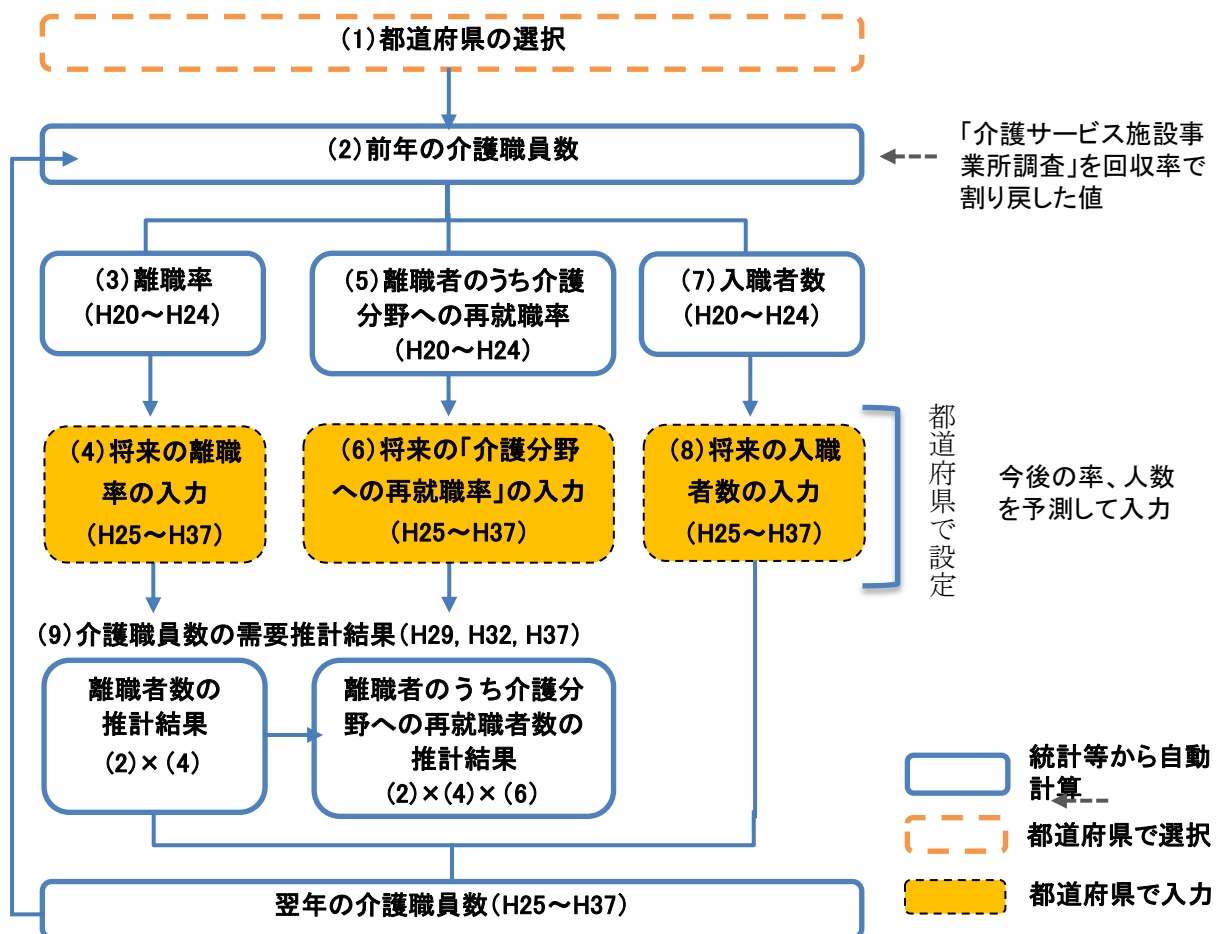 (1)都道府県の選択
(2)前年の介護職員数
「介護サービス施設事
業所調査」を回収率で
割り戻した値
(3)離職率
(H20～H24)
(5)離職者のうち介護
分野への再就職率
(H20～H24)
(7)入職者数
(H20～H24)
(4)将来の離職
率の入力
(H25～H37)
(6)将来の「介護分野
への再就職率」の入力
(H25～H37)
(8)将来の入職
者数の入力
(H25～H37)
都道府県で設定
今後の率、人数
を予測して入力
(9)介護職員数の需要推計結果(H29, H32, H37)
離職者数の
推計結果
(2)×(4)
離職者のうち介護分
野への再就職者数の
推計結果
(2)×(4)×(6)
統計等から自動
計算
都道府県で選択
都道府県で入力
翌年の介護職員数(H25～H37)